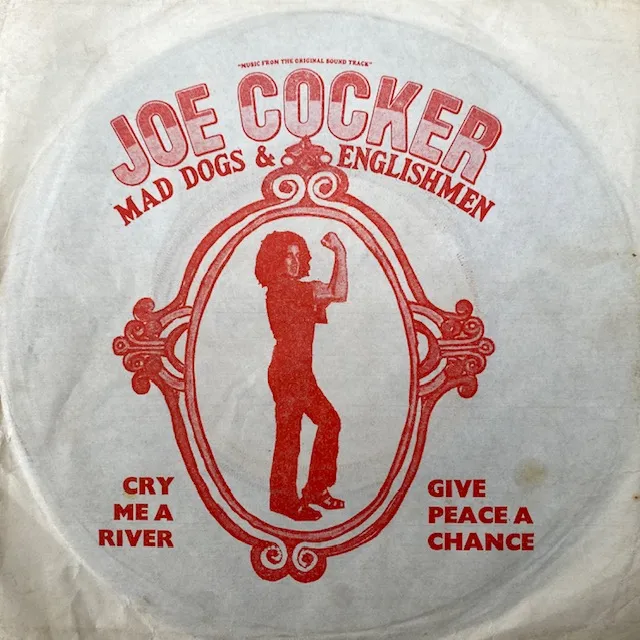 "MUSIC FROM THE ORIGINAL SOUND TRACK"
JOE COCKER
MAD DOGS & ENGLISHMEN
CRY
ME A
RIVER
GIVE
PEACE A
CHANCE